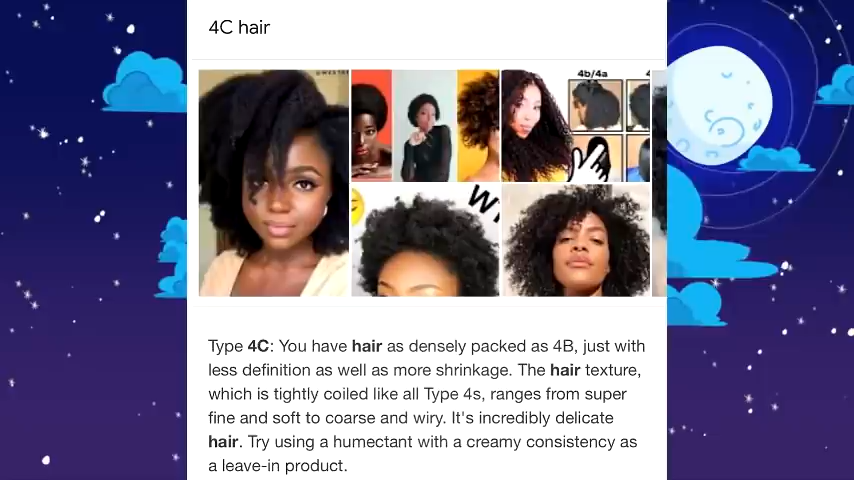 4C hair
4b/4a
4
Type 4C: You have hair as densely packed as 4B, just with
less definition as well as more shrinkage. The hair texture,
which is tightly coiled like all Type 4s, ranges from super
fine and soft to coarse and wiry. It's incredibly delicate
hair. Try using a humectant with a creamy consistency as
a leave-in product.